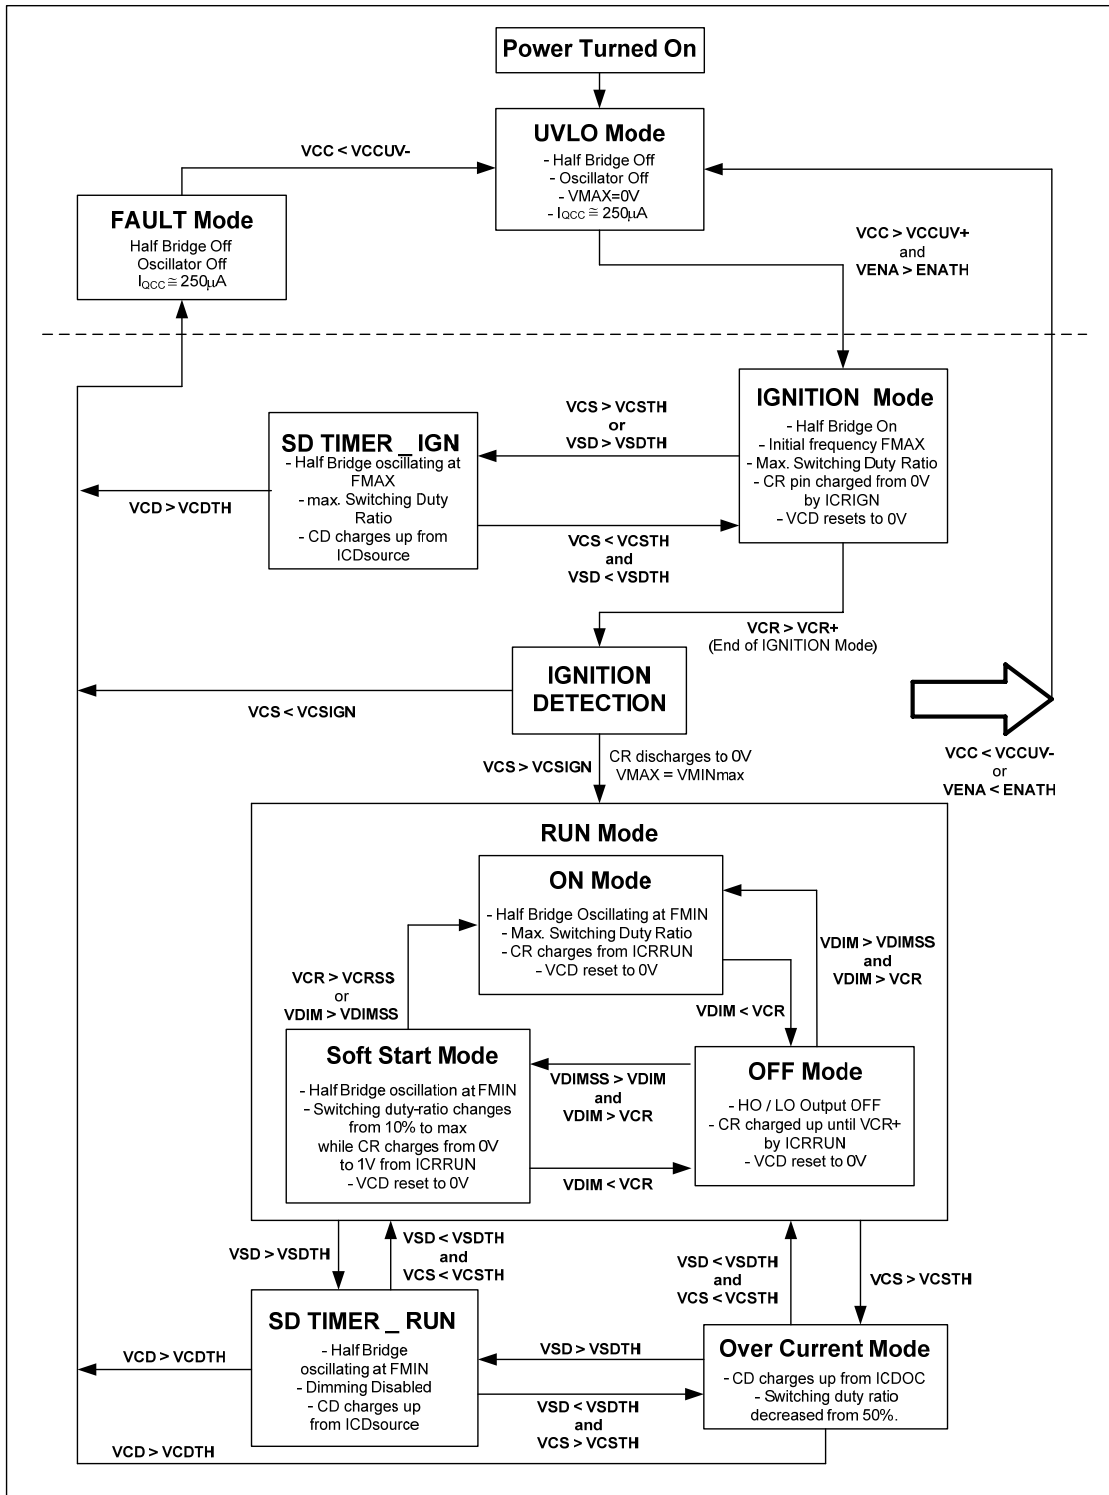 Power Turned On
UVLO Mode
- Half Bridge Off
- Oscillator Off
- VMAX=0V
- IQCC ≅ 250µA
VCC < VCCUV-
FAULT Mode
Half Bridge Off
Oscillator Off
IQCC ≅ 250µA
VCC > VCCUV+
and
VENA > ENATH
IGNITION Mode
- Half Bridge On
- Initial frequency FMAX
- Max. Switching Duty Ratio
- CR pin charged from 0V
by ICRIGN
- VCD resets to 0V
VCS > VCSTH
or
VSD > VSDTH
SD TIMER _ IGN
- Half Bridge oscillating at
FMAX
- max. Switching Duty
Ratio
- CD charges up from
ICDsource
VCD > VCDTH
VCS < VCSTH
and
VSD < VSDTH
VCR > VCR+
(End of IGNITION Mode)
IGNITION
DETECTION
VCS < VCSIGN
VCS > VCSIGN
CR discharges to 0V
VMAX = VMINmax
VCC < VCCUV-
or
VENA < ENATH
RUN Mode
ON Mode
- Half Bridge Oscillating at FMIN
- Max. Switching Duty Ratio
- CR charges from ICRRUN
- VCD reset to 0V
VDIM > VDIMSS
and
VDIM > VCR
VCR > VCRSS
or
VDIM > VDIMSS
VDIM < VCR
Soft Start Mode
- Half Bridge oscillation at FMIN
- Switching duty-ratio changes
from 10% to max
while CR charges from 0V
to 1V from ICRRUN
- VCD reset to 0V
VDIMSS > VDIM
and
VDIM > VCR
VDIM < VCR
OFF Mode
- HO / LO Output OFF
- CR charged up until VCR+
by ICRRUN
- VCD reset to 0V
VSD > VSDTH
VSD < VSDTH
and
VCS < VCSTH
VSD < VSDTH
and
VCS < VCSTH
VCS > VCSTH
SD TIMER _ RUN
- Half Bridge
oscillating at FMIN
- Dimming Disabled
- CD charges up
from ICDsource
VCD > VCDTH
VSD > VSDTH
VSD < VSDTH
and
VCS > VCSTH
Over Current Mode
- CD charges up from ICDOC
- Switching duty ratio
decreased from 50%.
VCD > VCDTH